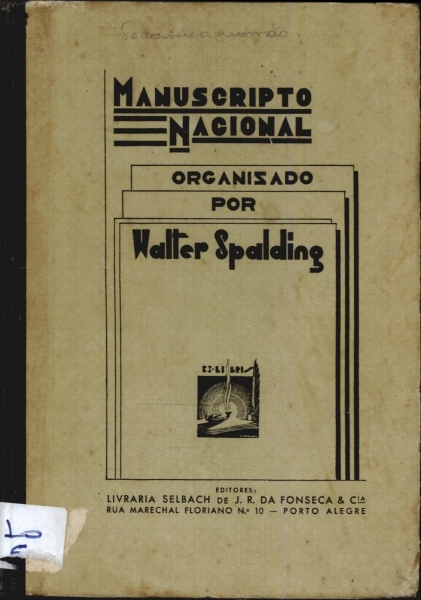 MANUSCRIPTO
NACIONAL
ORGANIZADO
POR
Walter Spalding
EX-LIBRIS
EDITORES:
LIVRARIA SELBACH DE J. R. DA FONSECA & CIA
RUA MARECHAL FLORIANO N.º 10 — PORTO ALEGRE